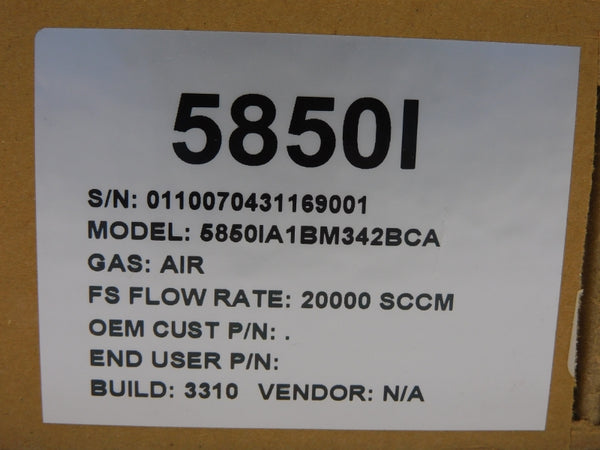 5850I
S/N: 0110070431169001
MODEL: 5850IA1BM342BCA
GAS: AIR
FS FLOW RATE: 20000 SCCM
OEM CUST P/N: .
END USER P/N:
BUILD: 3310 VENDOR: N/A